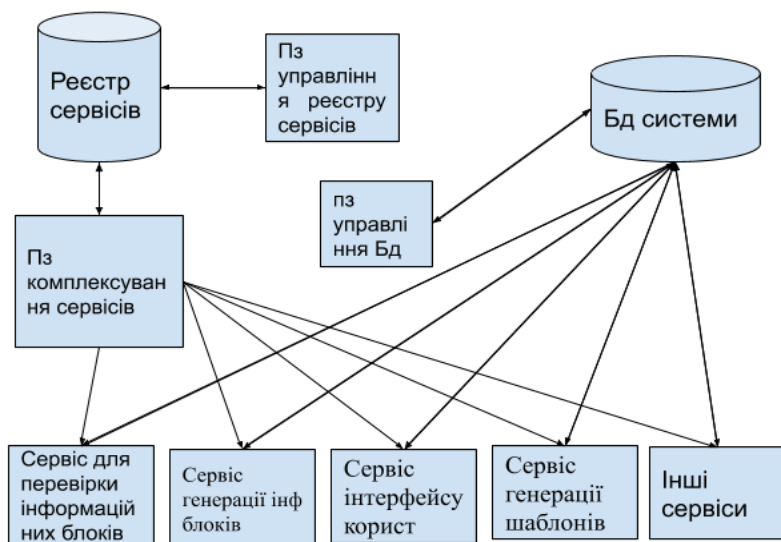 Реєстр
сервісів
Пз
управлінн
я реєстру
сервісів
Бд системи
пз
управлі
ння Бд
Пз
комплексуван
ня сервісів
Сервіс для
перевірки
інформацій
них блоків
Сервіс
генерації інф
блоків
Сервіс
інтерфейсу
корист
Сервіс
генерації
шаблонів
Інші
сервіси